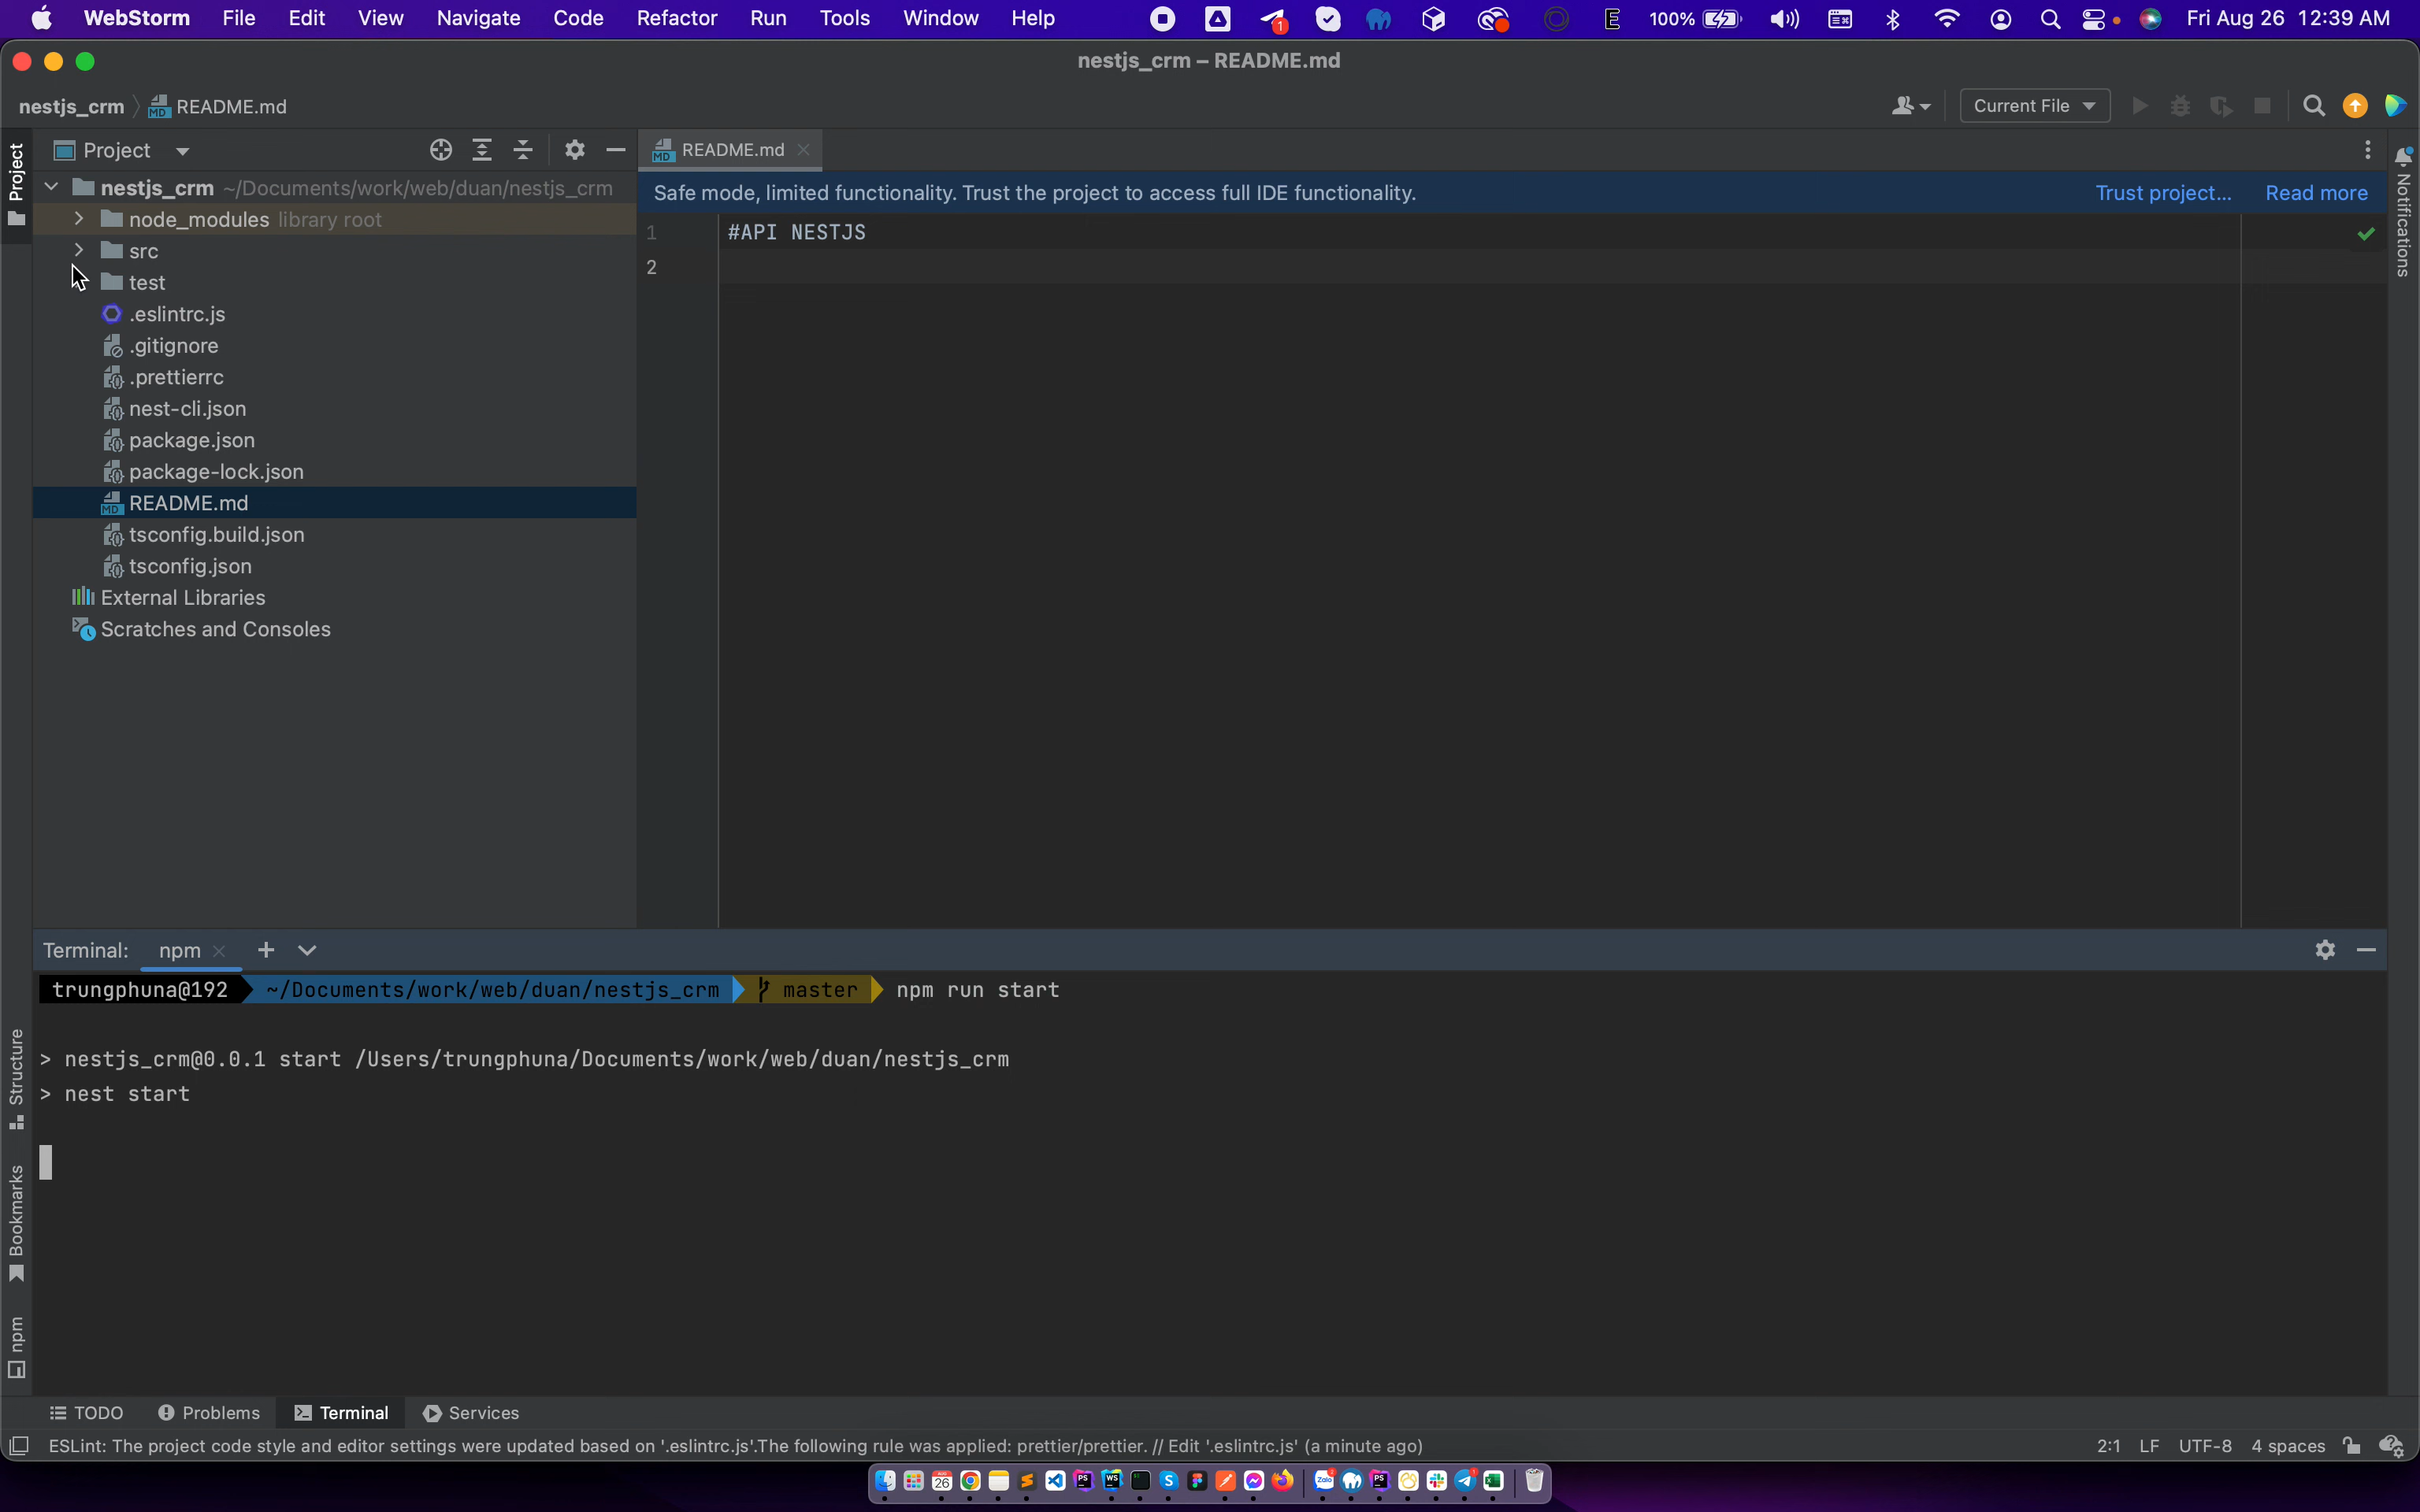 WebStorm File Edit View Navigate Code Refactor Run Tools Window Help 1 E 100% Fri Aug 26 12:39 AM
nestjs_crm – README.md
nestjs_crm README.md Current File
Project Project README.md
nestjs_crm ~/Documents/work/web/duan/nestjs_crm
Safe mode, limited functionality. Trust the project to access full IDE functionality. Trust project... Read more
node_modules library root
src
test
.eslintrc.js
.gitignore
.prettierrc
nest-cli.json
package.json
package-lock.json
README.md
tsconfig.build.json
tsconfig.json
External Libraries
Scratches and Consoles
1 #API NESTJS
2
Notifications
Terminal: npm
trungphuna@192 ~/Documents/work/web/duan/nestjs_crm master npm run start
> nestjs_crm@0.0.1 start /Users/trungphuna/Documents/work/web/duan/nestjs_crm
> nest start
Structure
Bookmarks
npm
TODO Problems Terminal Services
ESLint: The project code style and editor settings were updated based on '.eslintrc.js'.The following rule was applied: prettier/prettier. // Edit '.eslintrc.js' (a minute ago) 2:1 LF UTF-8 4 spaces